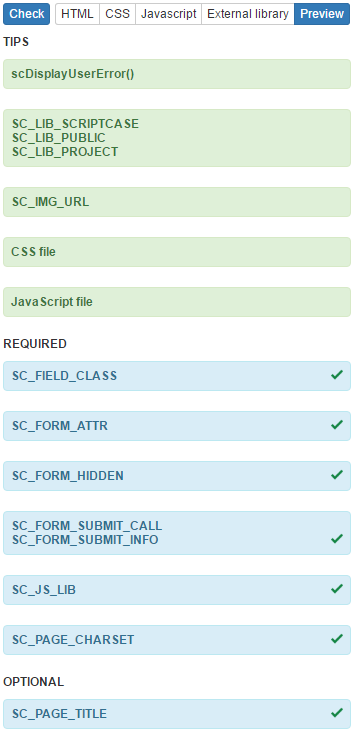 Check HTML CSS Javascript External library Preview
TIPS
scDisplayUserError()
SC_LIB_SCRIPTCASE
SC_LIB_PUBLIC
SC_LIB_PROJECT
SC_IMG_URL
CSS file
JavaScript file
REQUIRED
SC_FIELD_CLASS
SC_FORM_ATTR
SC_FORM_HIDDEN
SC_FORM_SUBMIT_CALL
SC_FORM_SUBMIT_INFO
SC_JS_LIB
SC_PAGE_CHARSET
OPTIONAL
SC_PAGE_TITLE